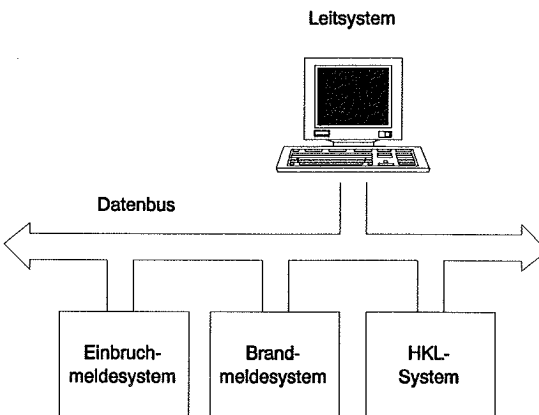 Leitsystem
Datenbus
Einbruch-
meldesystem
Brand-
meldesystem
HKL-
System